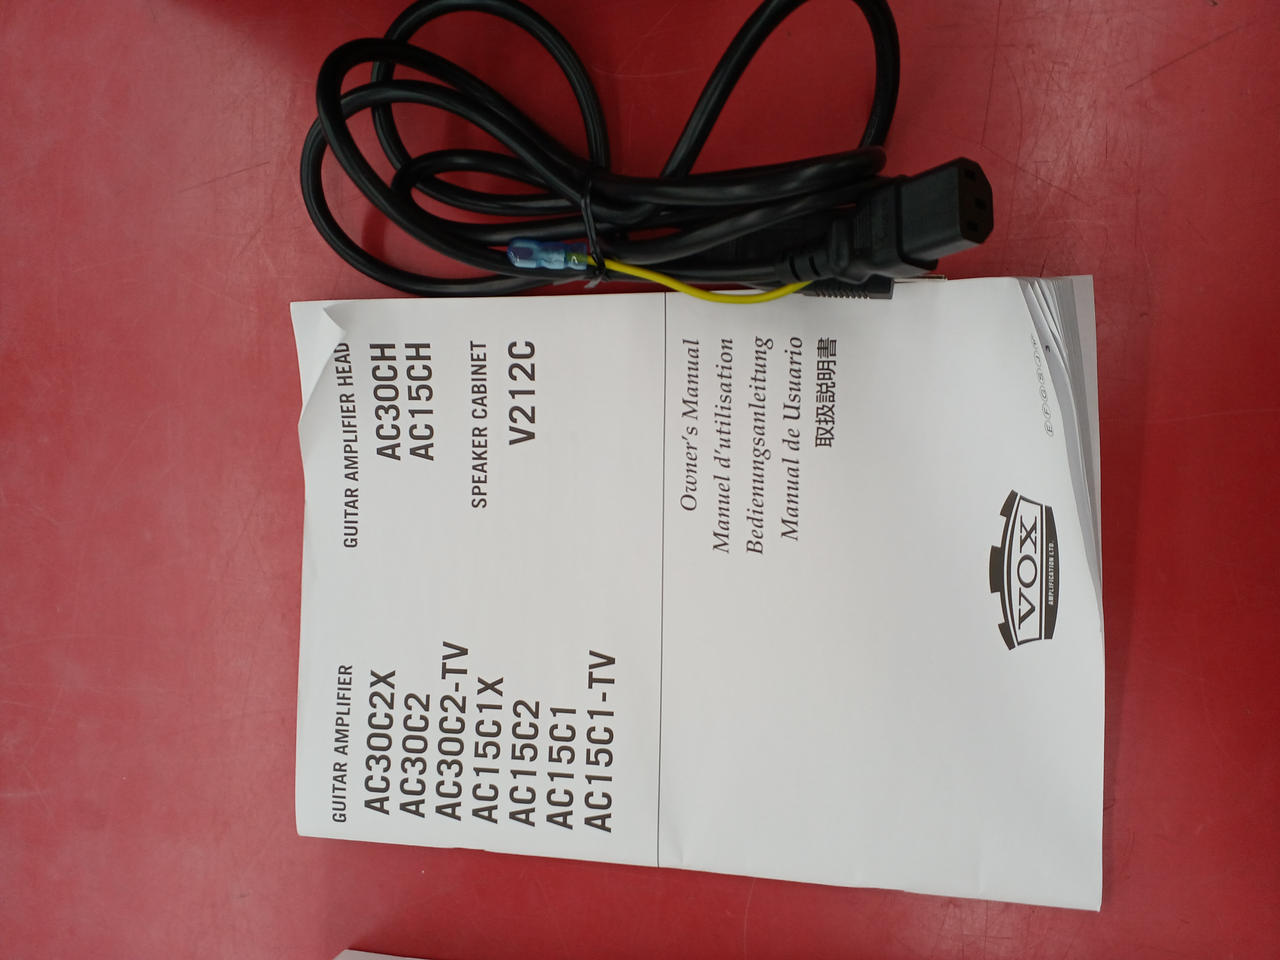 GUITAR AMPLIFIER
AC30C2X
AC30C2
AC30C2-TV
AC15C1X
AC15C2
AC15C1
AC15C1-TV
GUITAR AMPLIFIER HEAD
AC30CH
AC15CH
SPEAKER CABINET
V212C
Owner's Manual
Manuel d'utilisation
Bedienungsanleitung
Manual de Usuario
取扱説明書
VOX
AMPLIFICATION LTD.
E F G S J